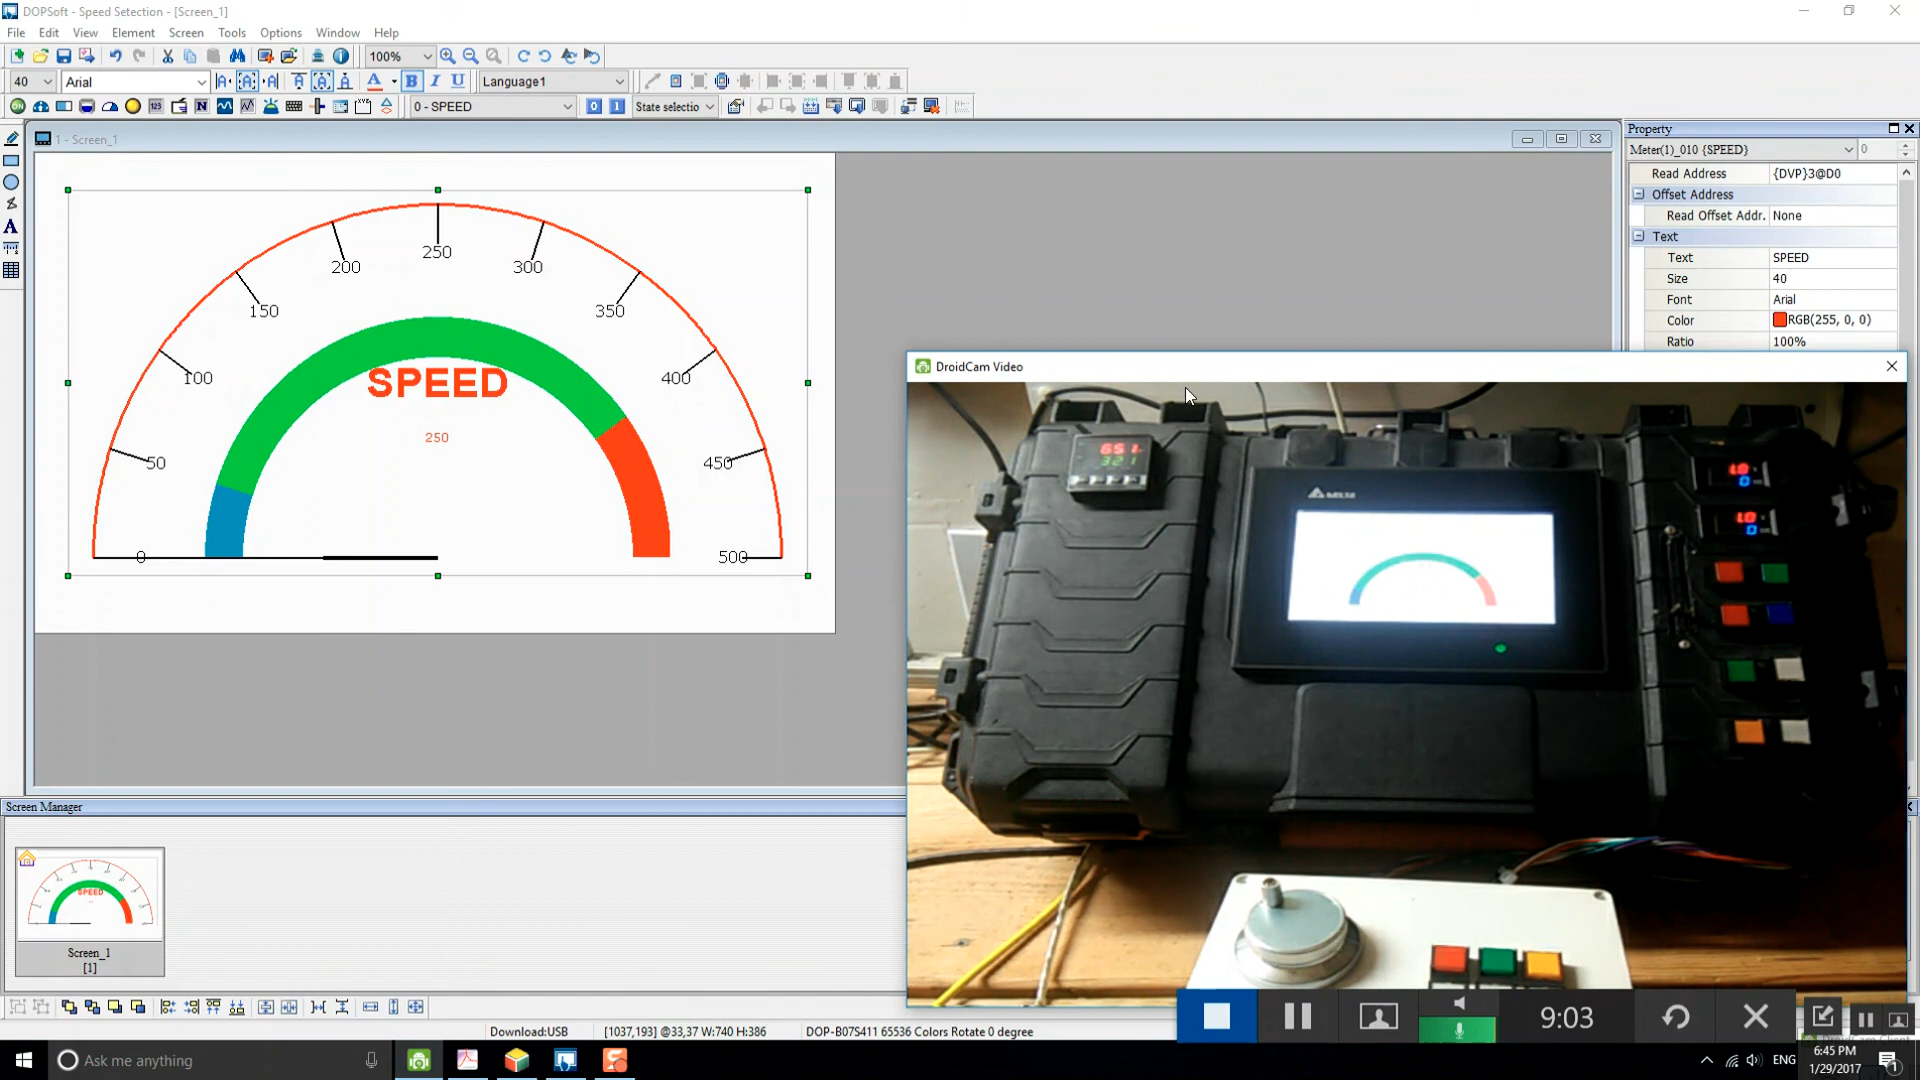 DOPSoft - Speed Selection - [Screen_1]
File Edit View Element Screen Tools Options Window Help
100%
40 Arial Language1
0 - SPEED State selectio
1 - Screen_1
Property
Meter(1)_010 {SPEED} 0
Read Address {DVP}3@D0
Offset Address
Read Offset Addr. None
Text
Text SPEED
Size 40
Font Arial
Color RGB(255, 0, 0)
Ratio 100%
0
50
100
150
200
250
300
350
400
450
500
SPEED
250
DroidCam Video
DELTA
Screen Manager
SPEED
Screen_1
[1]
9:03
Download:USB [1037,193] @33,37 W:740 H:386 DOP-B07S411 65536 Colors Rotate 0 degree
Ask me anything
ENG
6:45 PM
1/29/2017